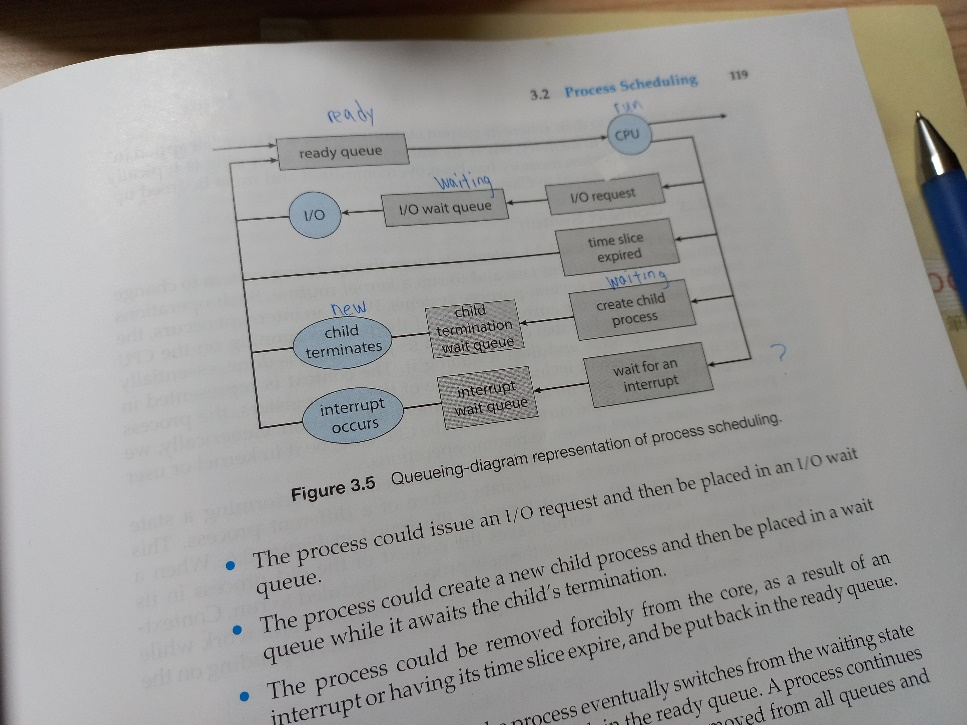 3.2 Process Scheduling 119
ready
run
ready queue
CPU
waiting
I/O
I/O wait queue
I/O request
time slice
expired
waiting
new
child
terminates
child
termination
wait queue
create child
process
?
interrupt
occurs
interrupt
wait queue
wait for an
interrupt
Figure 3.5 Queueing-diagram representation of process scheduling.
• The process could issue an I/O request and then be placed in an I/O wait
queue.
• The process could create a new child process and then be placed in a wait
queue while it awaits the child's termination.
• The process could be removed forcibly from the core, as a result of an
interrupt or having its time slice expire, and be put back in the ready queue.
process eventually switches from the waiting state
in the ready queue. A process continues
from all queues and